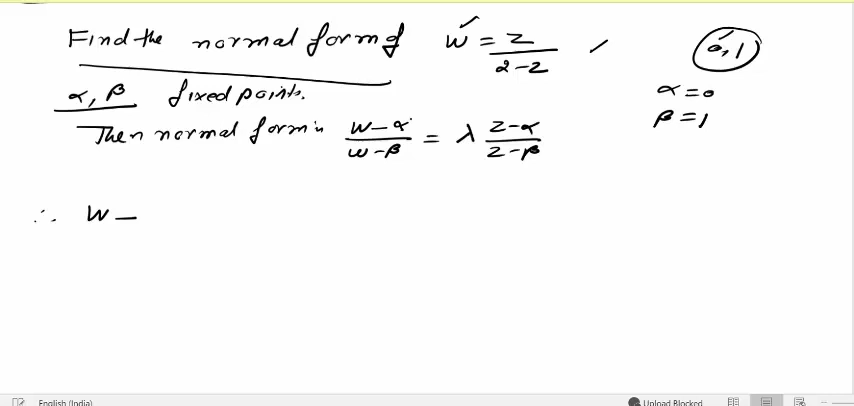 Find the normal form of w = z / 2-z ✓ 0,1
α, β fixed points. α = 0
β = 1
Then normal form is w-α / w-β = λ z-α / z-β
∴ w –
English (India) Upload Blocked